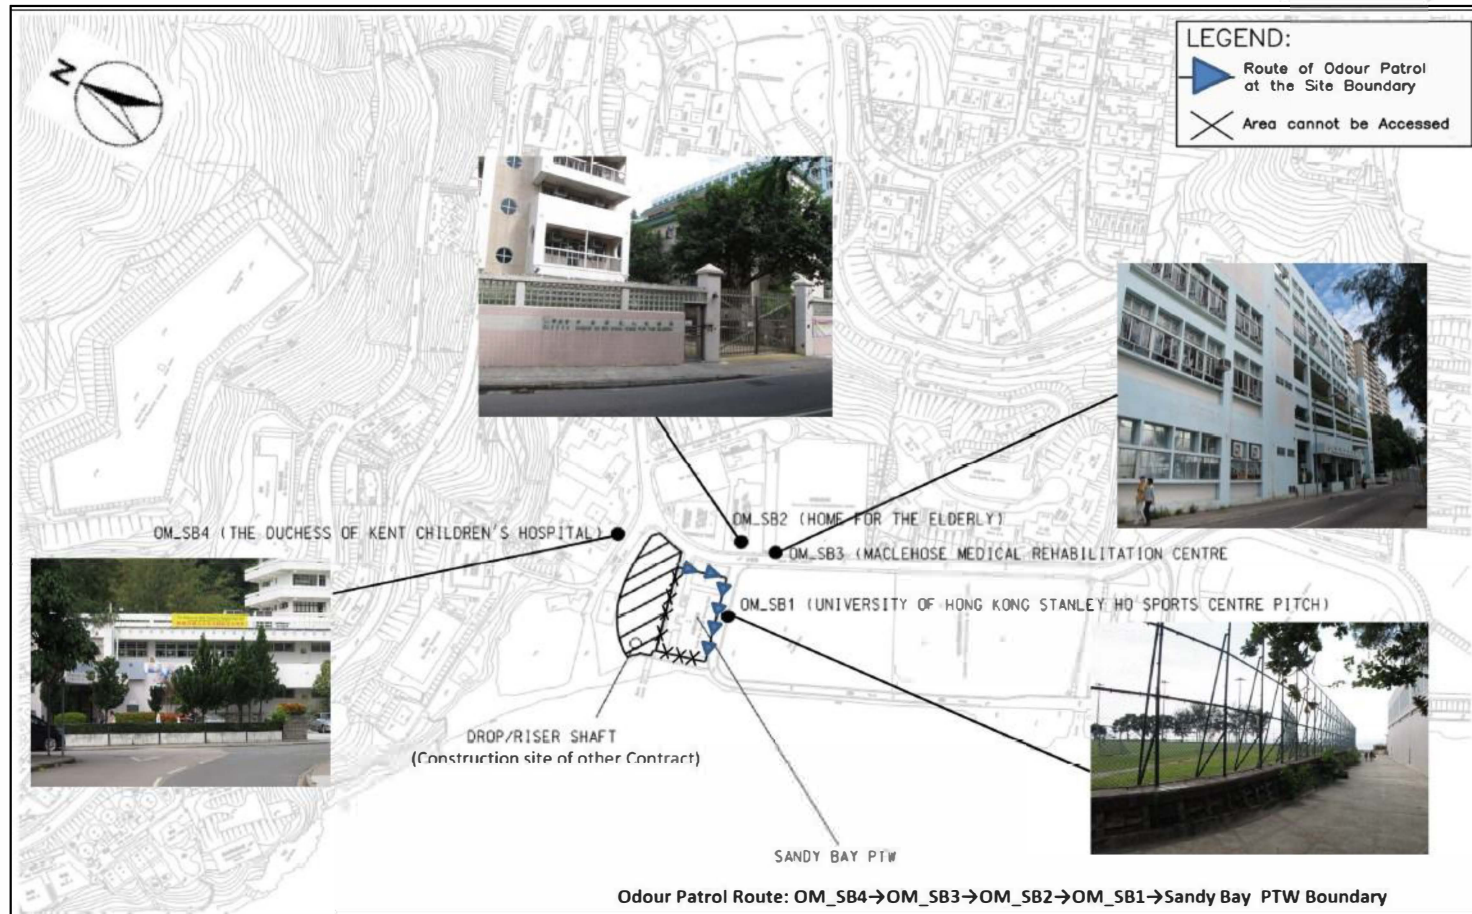 LEGEND:
Route of Odour Patrol
at the Site Boundary
Area cannot be Accessed
N
OM_SB2 (HOME FOR THE ELDERLY)
OM_SB4 (THE DUCHESS OF KENT CHILDREN'S HOSPITAL)
OM_SB3 (MACLEHOSE MEDICAL REHABILITATION CENTRE
OM_SB1 (UNIVERSITY OF HONG KONG STANLEY HO SPORTS CENTRE PITCH)
DROP/RISER SHAFT
(Construction site of other Contract)
SANDY BAY PTW
Odour Patrol Route: OM_SB4→OM_SB3→OM_SB2→OM_SB1→Sandy Bay PTW Boundary